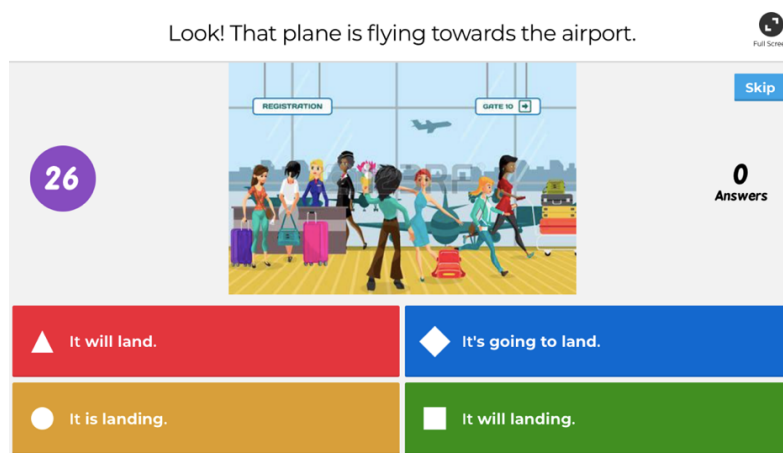 Look! That plane is flying towards the airport.
Full Scree
Skip
REGISTRATION
GATE 10
26
0
Answers
It will land.
It's going to land.
It is landing.
It will landing.